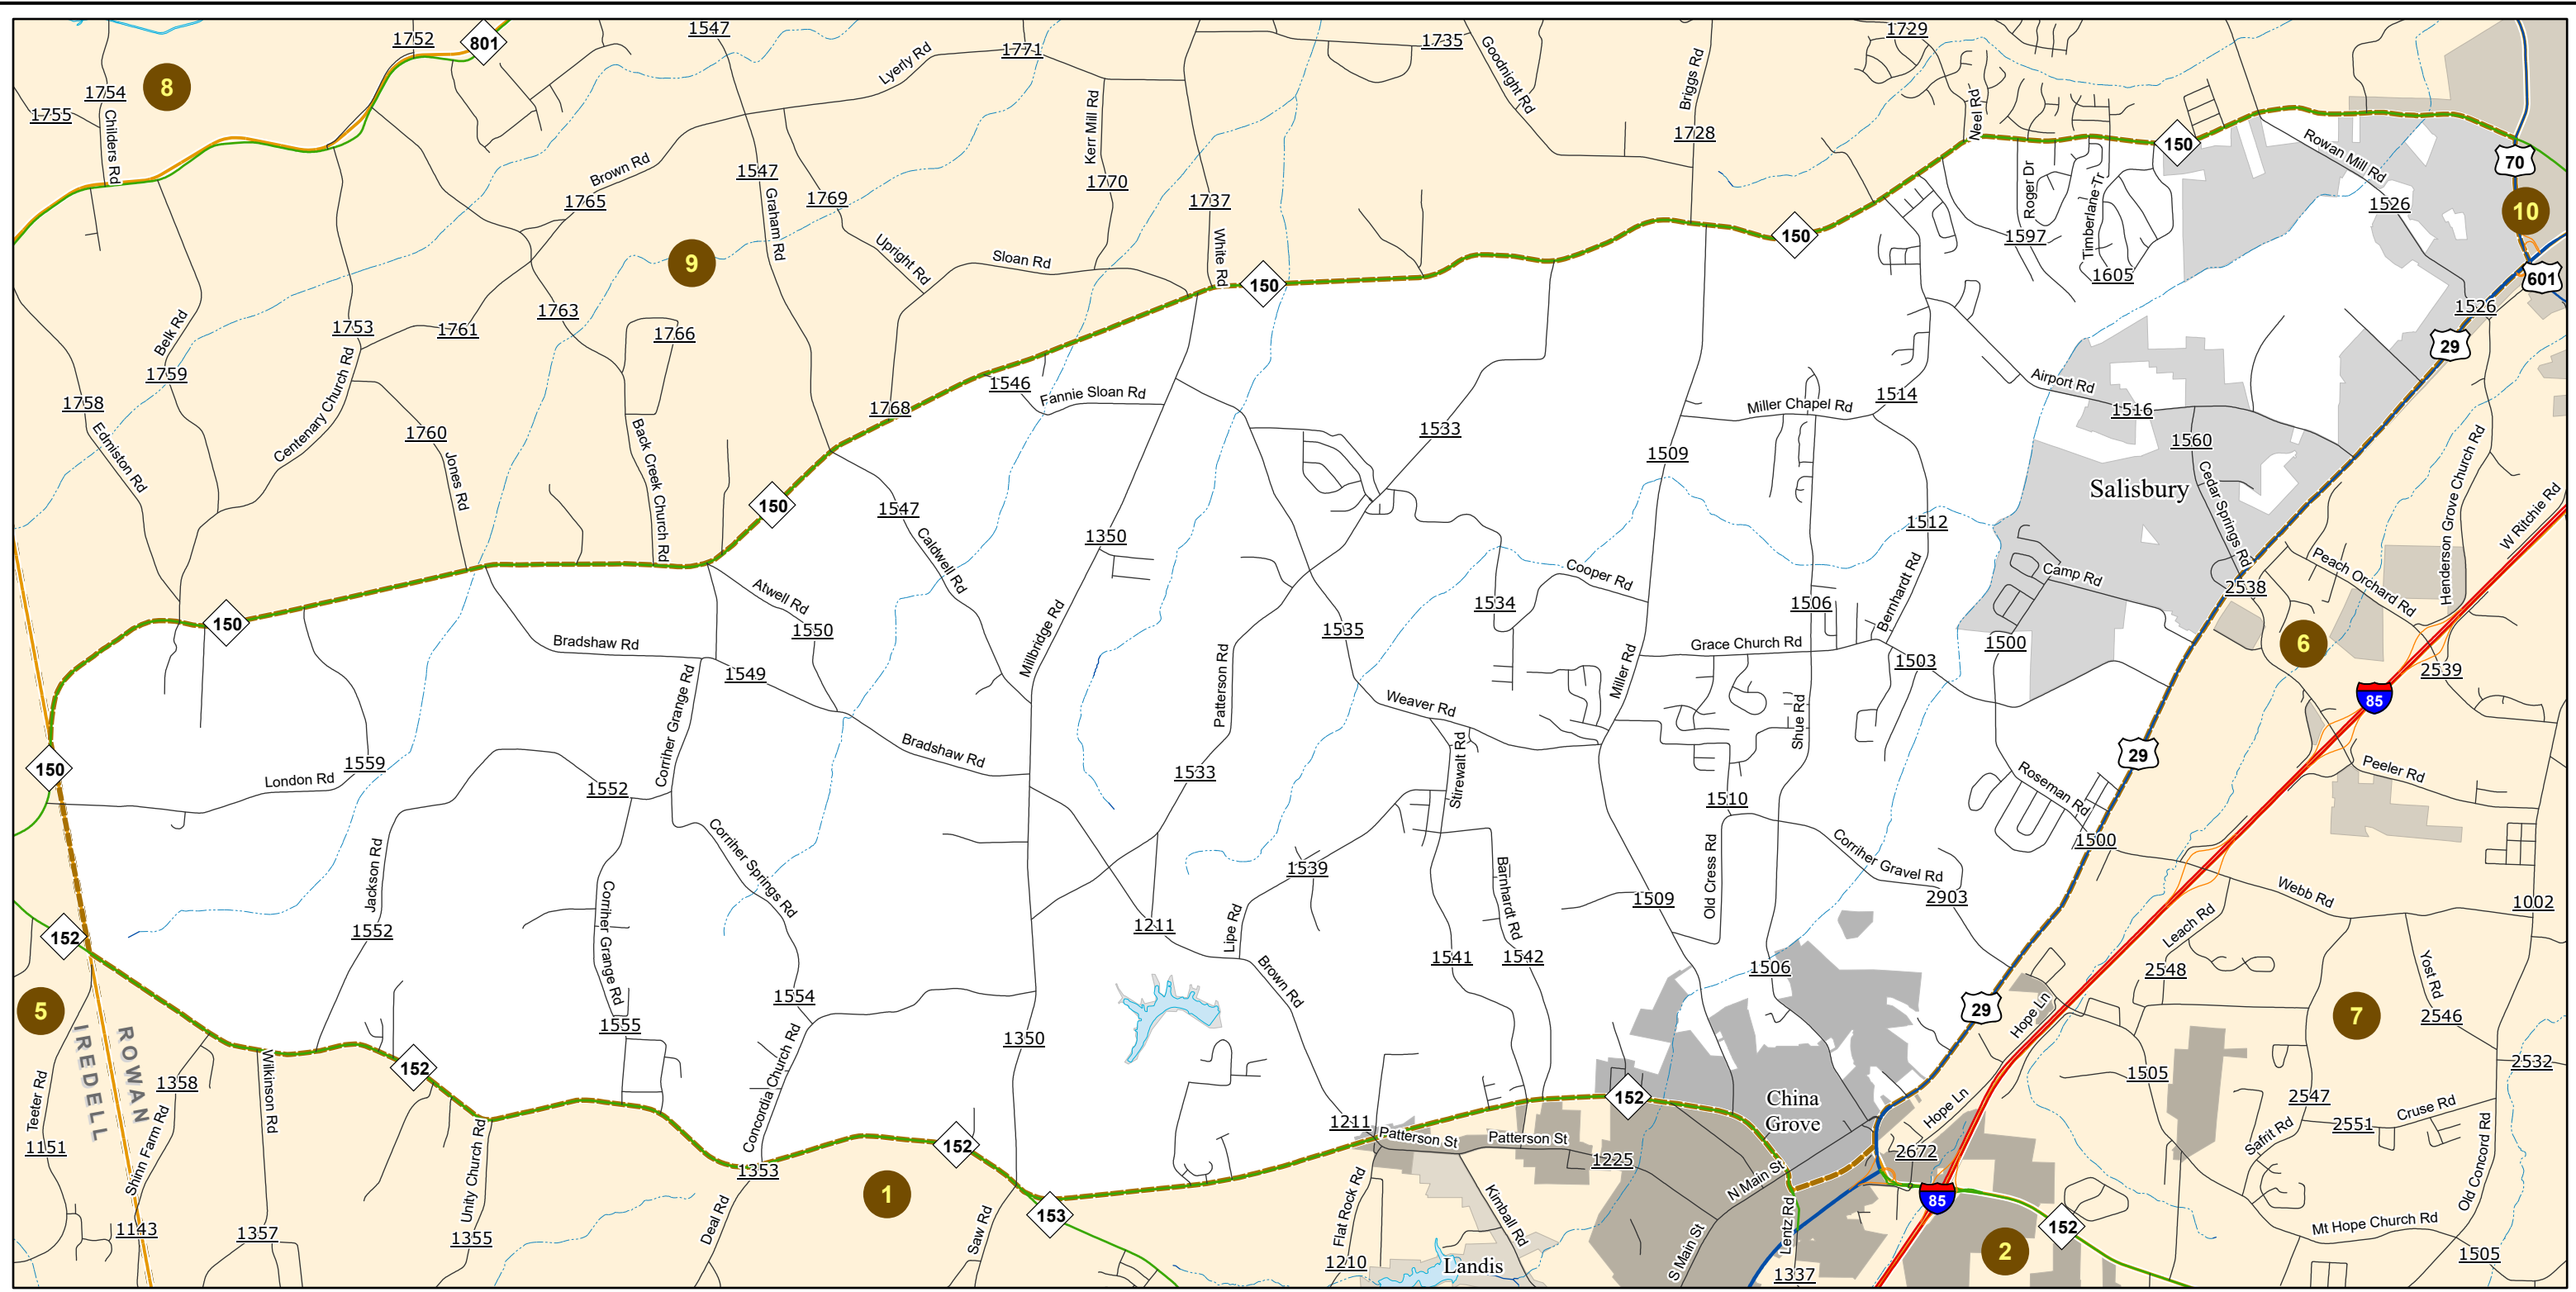 1547
1752
801
1771
1735
1729
Lyerly Rd
Goodnight Rd
Briggs Rd
8
1754
1755
Childers Rd
Kerr Mill Rd
1728
Neel Rd
150
Rowan Mill Rd
70
Brown Rd
1547
1765
1769
1770
1737
Graham Rd
Roger Dr
Timberlane Tr
1526
10
9
Upright Rd
Sloan Rd
White Rd
150
150
1597
1605
601
1526
1763
1753
1761
1766
Belk Rd
29
1759
Centenary Church Rd
1546
Fannie Sloan Rd
Airport Rd
1514
Miller Chapel Rd
1516
1758
1768
1760
1533
1560
Edmiston Rd
Jones Rd
Back Creek Church Rd
1509
Salisbury
Cedar Springs Rd
Henderson Grove Church Rd
W Ritchie Rd
150
1547
1350
1512
Caldwell Rd
Cooper Rd
Camp Rd
Peach Orchard Rd
2538
Atwell Rd
1534
1506
Bernhardt Rd
150
1550
1535
Millbridge Rd
Bradshaw Rd
Grace Church Rd
1500
6
1549
1503
2539
Patterson Rd
Miller Rd
85
Corriher Grange Rd
Weaver Rd
Shue Rd
Bradshaw Rd
29
150
1559
London Rd
1552
1533
Stirewalt Rd
Roseman Rd
Peeler Rd
1510
1500
Corriher Springs Rd
Jackson Rd
1539
Barnhardt Rd
Old Cress Rd
Corriher Gravel Rd
Corriher Grange Rd
1509
2903
Webb Rd
1002
152
1552
1211
Lipe Rd
Leach Rd
1541
1542
1506
2548
Yost Rd
Brown Rd
5
1554
29
Hope Ln
7
2546
1555
1350
ROWAN
IREDELL
Concordia Church Rd
152
Wilkinson Rd
1358
1505
2532
Teeter Rd
152
China
Grove
2547
Hope Ln
1211
Cruse Rd
2551
Shinn Farm Rd
1151
Unity Church Rd
152
Patterson St
Patterson St
1225
2672
Safrit Rd
Old Concord Rd
1353
1
N Main St
85
153
Flat Rock Rd
Kimball Rd
Lentz Rd
152
Mt Hope Church Rd
1143
1357
1355
Deal Rd
Saw Rd
S Main St
2
1505
1210
Landis
1337